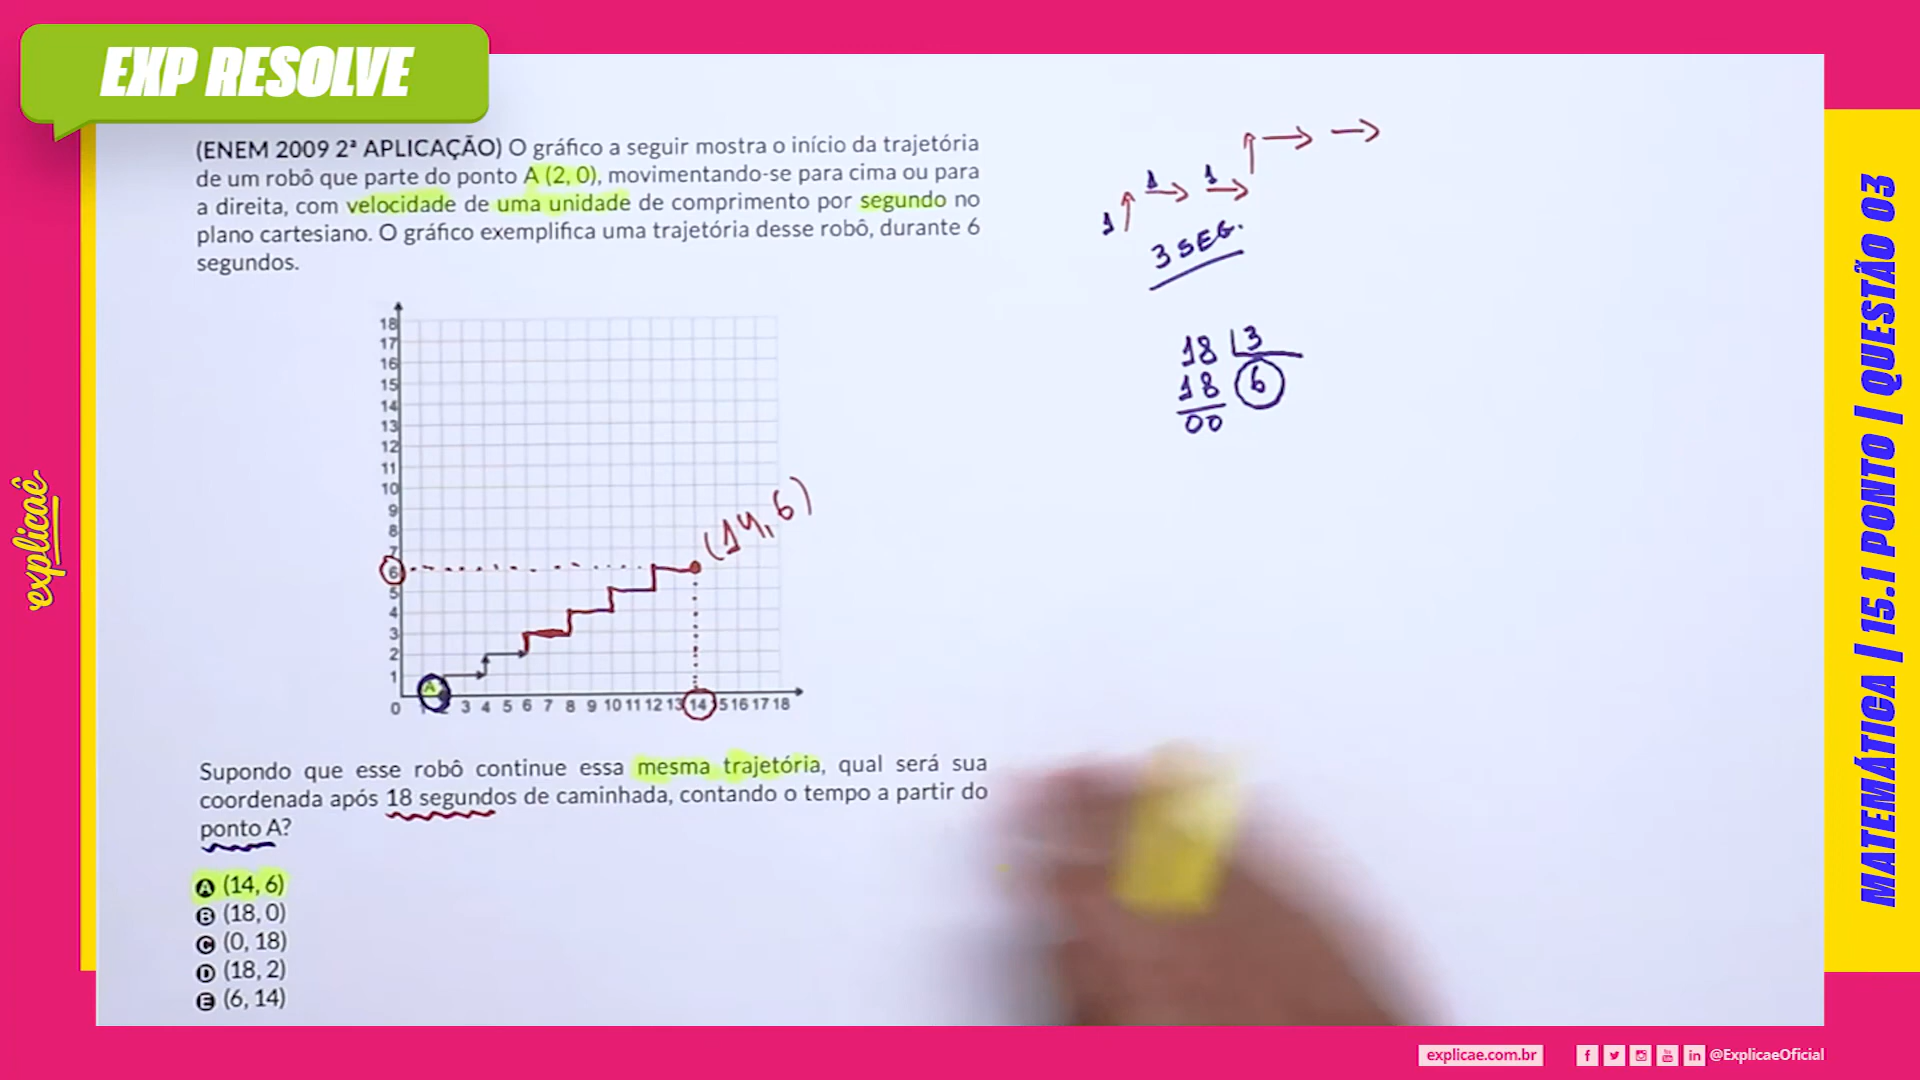 EXP RESOLVE
(ENEM 2009 2ª APLICAÇÃO) O gráfico a seguir mostra o início da trajetória
de um robô que parte do ponto A (2, 0), movimentando-se para cima ou para
a direita, com velocidade de uma unidade de comprimento por segundo no
plano cartesiano. O gráfico exemplifica uma trajetória desse robô, durante 6
segundos.
1 1 1
3 SEG.
18 3
18 6
00
18
17
16
15
14
13
12
11
10
9
8
7
6
5
4
3
2
1
(14, 6)
A
0 1 2 3 4 5 6 7 8 9 10 11 12 13 14 15 16 17 18
Supondo que esse robô continue essa mesma trajetória, qual será sua
coordenada após 18 segundos de caminhada, contando o tempo a partir do
ponto A?
A (14, 6)
B (18, 0)
C (0, 18)
D (18, 2)
E (6, 14)
explicaê
MATEMÁTICA | 15.1 PONTO | QUESTÃO 03
explicae.com.br
@ExplicaeOficial